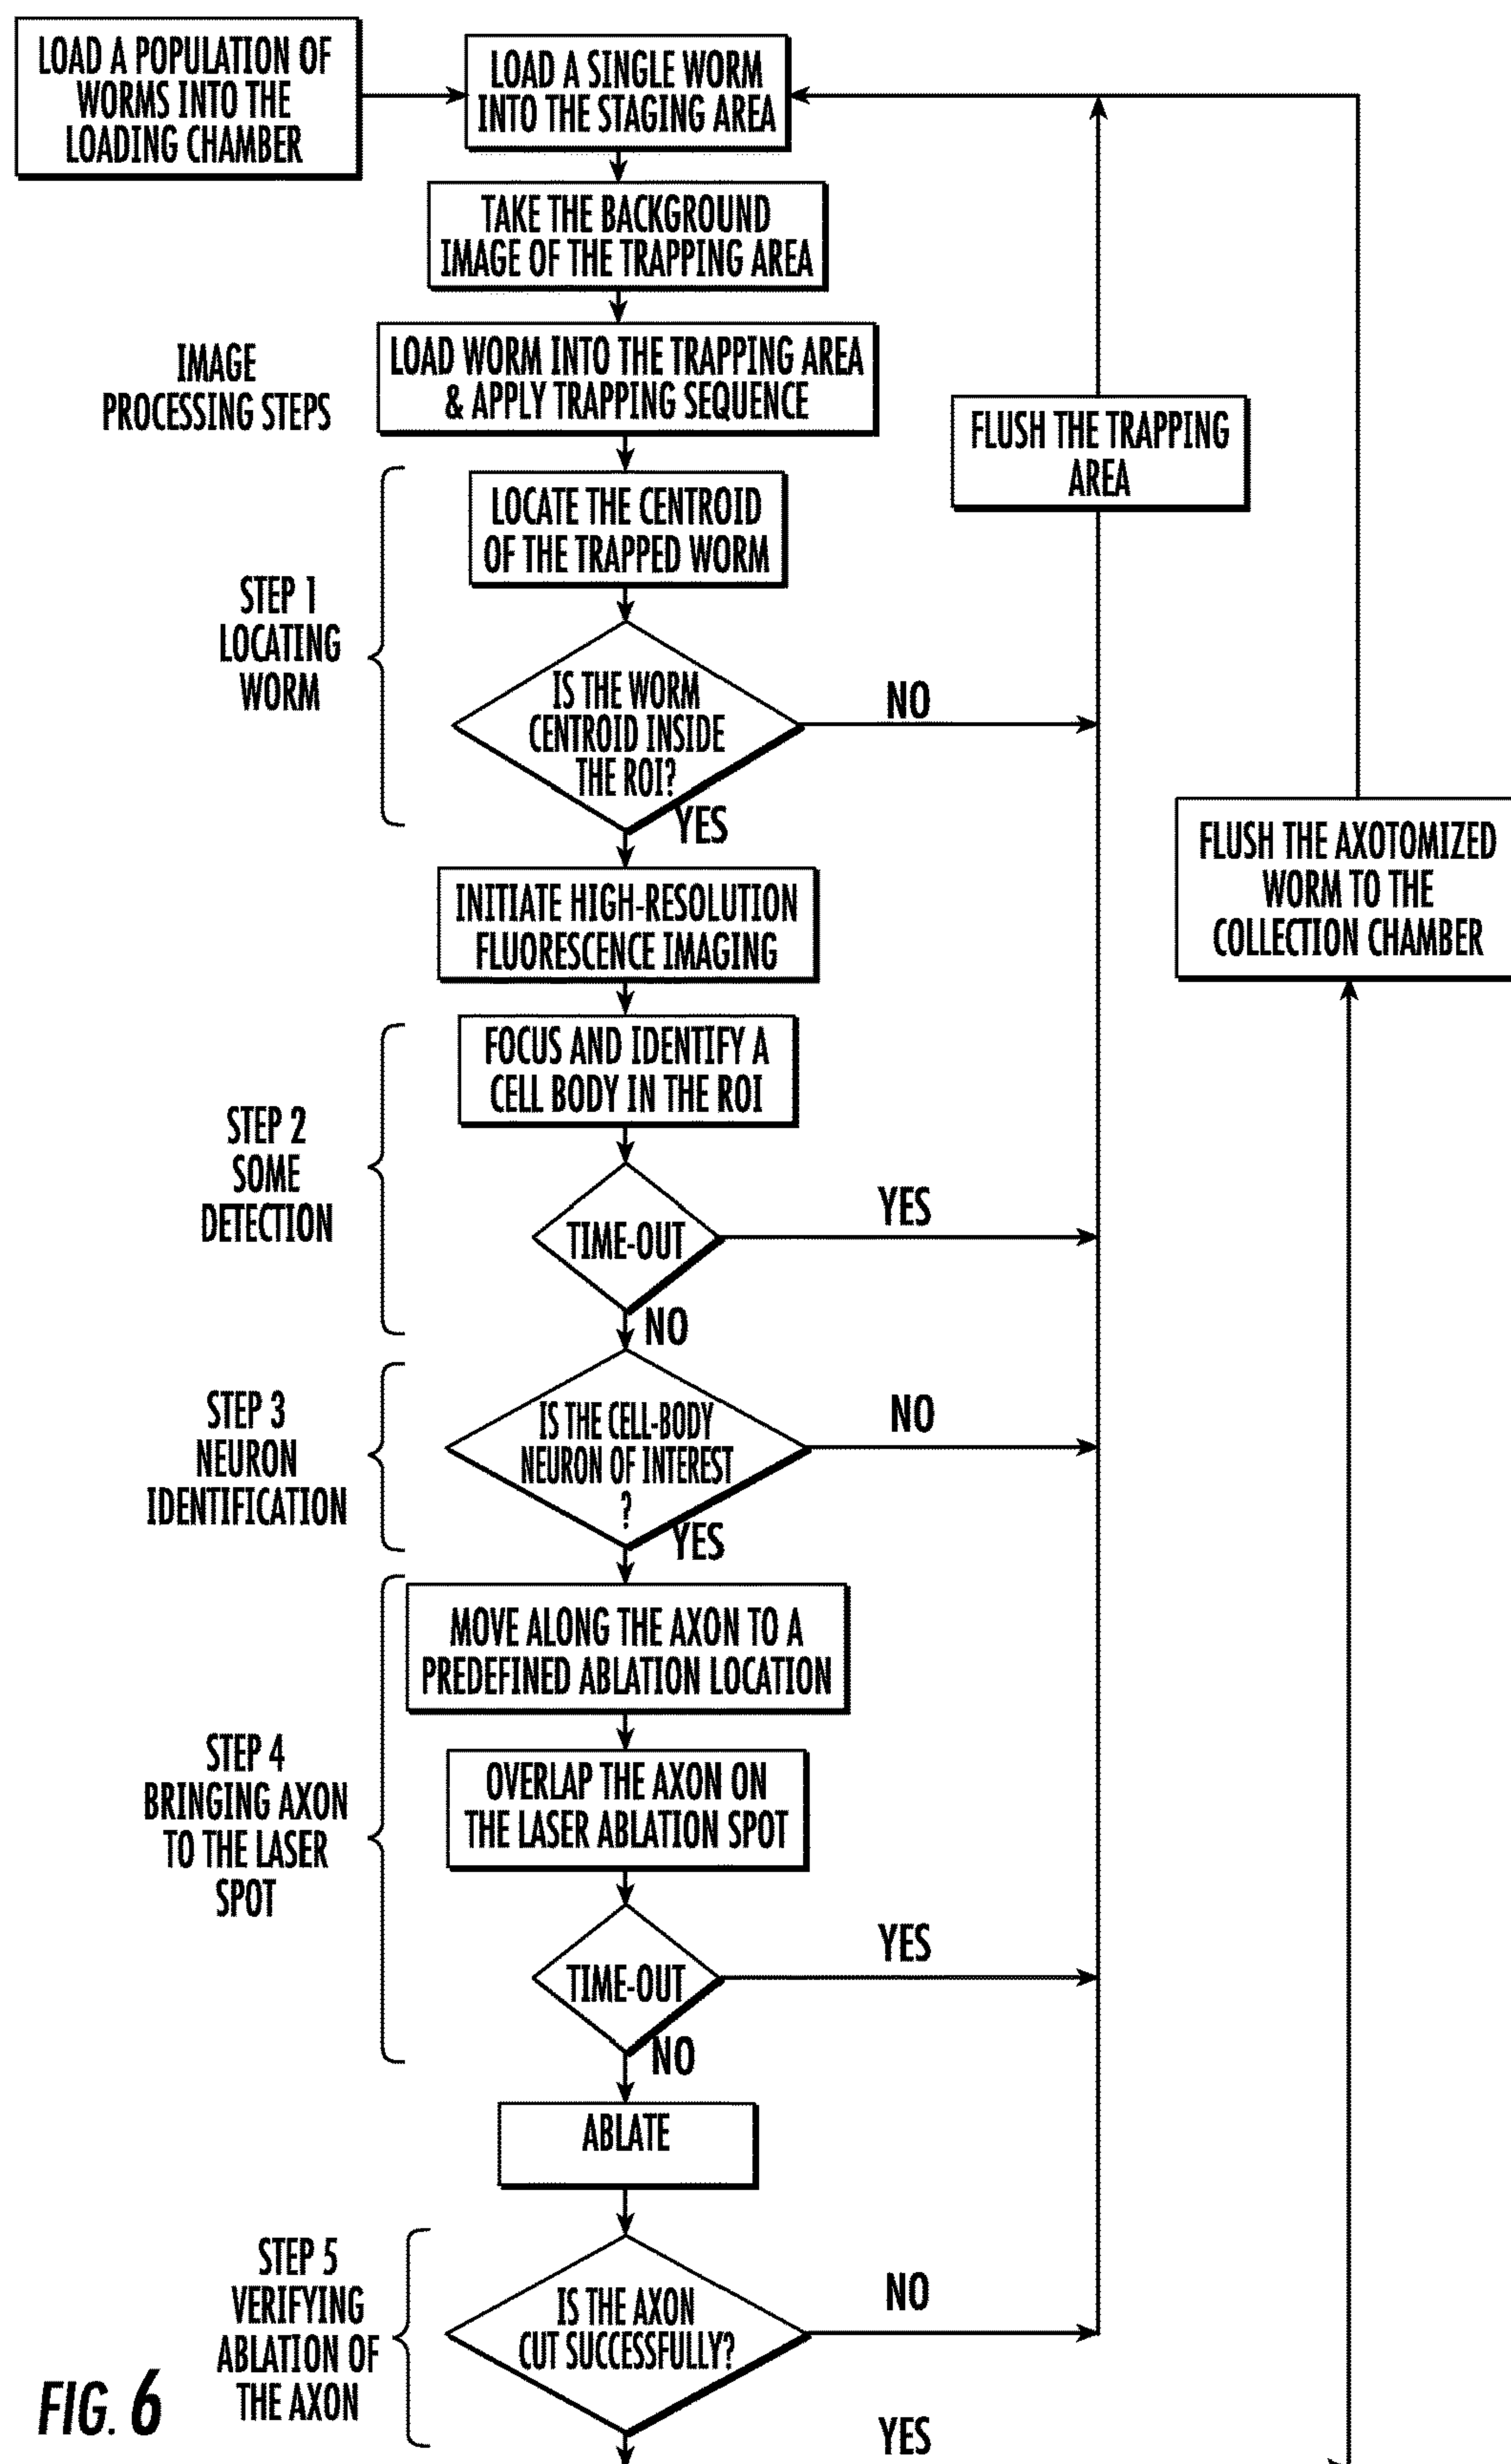 LOAD A POPULATION OF
WORMS INTO THE
LOADING CHAMBER
LOAD A SINGLE WORM
INTO THE STAGING AREA
TAKE THE BACKGROUND
IMAGE OF THE TRAPPING AREA
LOAD WORM INTO THE TRAPPING AREA
& APPLY TRAPPING SEQUENCE
IMAGE
PROCESSING STEPS
FLUSH THE TRAPPING
AREA
LOCATE THE CENTROID
OF THE TRAPPED WORM
STEP 1
LOCATING
WORM
IS THE WORM
CENTROID INSIDE
THE ROI?
NO
YES
FLUSH THE AXOTOMIZED
WORM TO THE
COLLECTION CHAMBER
INITIATE HIGH-RESOLUTION
FLUORESCENCE IMAGING
FOCUS AND IDENTIFY A
CELL BODY IN THE ROI
STEP 2
SOME
DETECTION
TIME-OUT
YES
NO
STEP 3
NEURON
IDENTIFICATION
IS THE CELL-BODY
NEURON OF INTEREST
?
NO
YES
MOVE ALONG THE AXON TO A
PREDEFINED ABLATION LOCATION
STEP 4
BRINGING AXON
TO THE LASER
SPOT
OVERLAP THE AXON ON
THE LASER ABLATION SPOT
TIME-OUT
YES
NO
ABLATE
STEP 5
VERIFYING
ABLATION OF
THE AXON
IS THE AXON
CUT SUCCESSFULLY?
NO
YES
FIG. 6